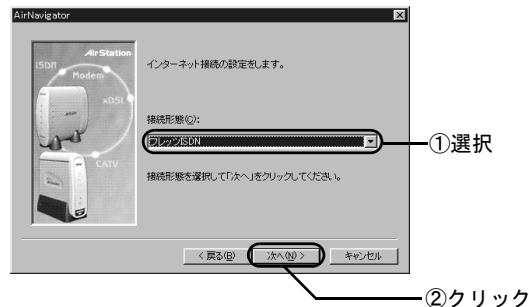 AirNavigator
AirStation
ISDN
Modem
xDSL
CATV
インターネット接続の設定をします。
接続形態(C):
フレッツISDN
①選択
接続形態を選択して「次へ」をクリックしてください。
< 戻る(B)
次へ(N) >
キャンセル
②クリック